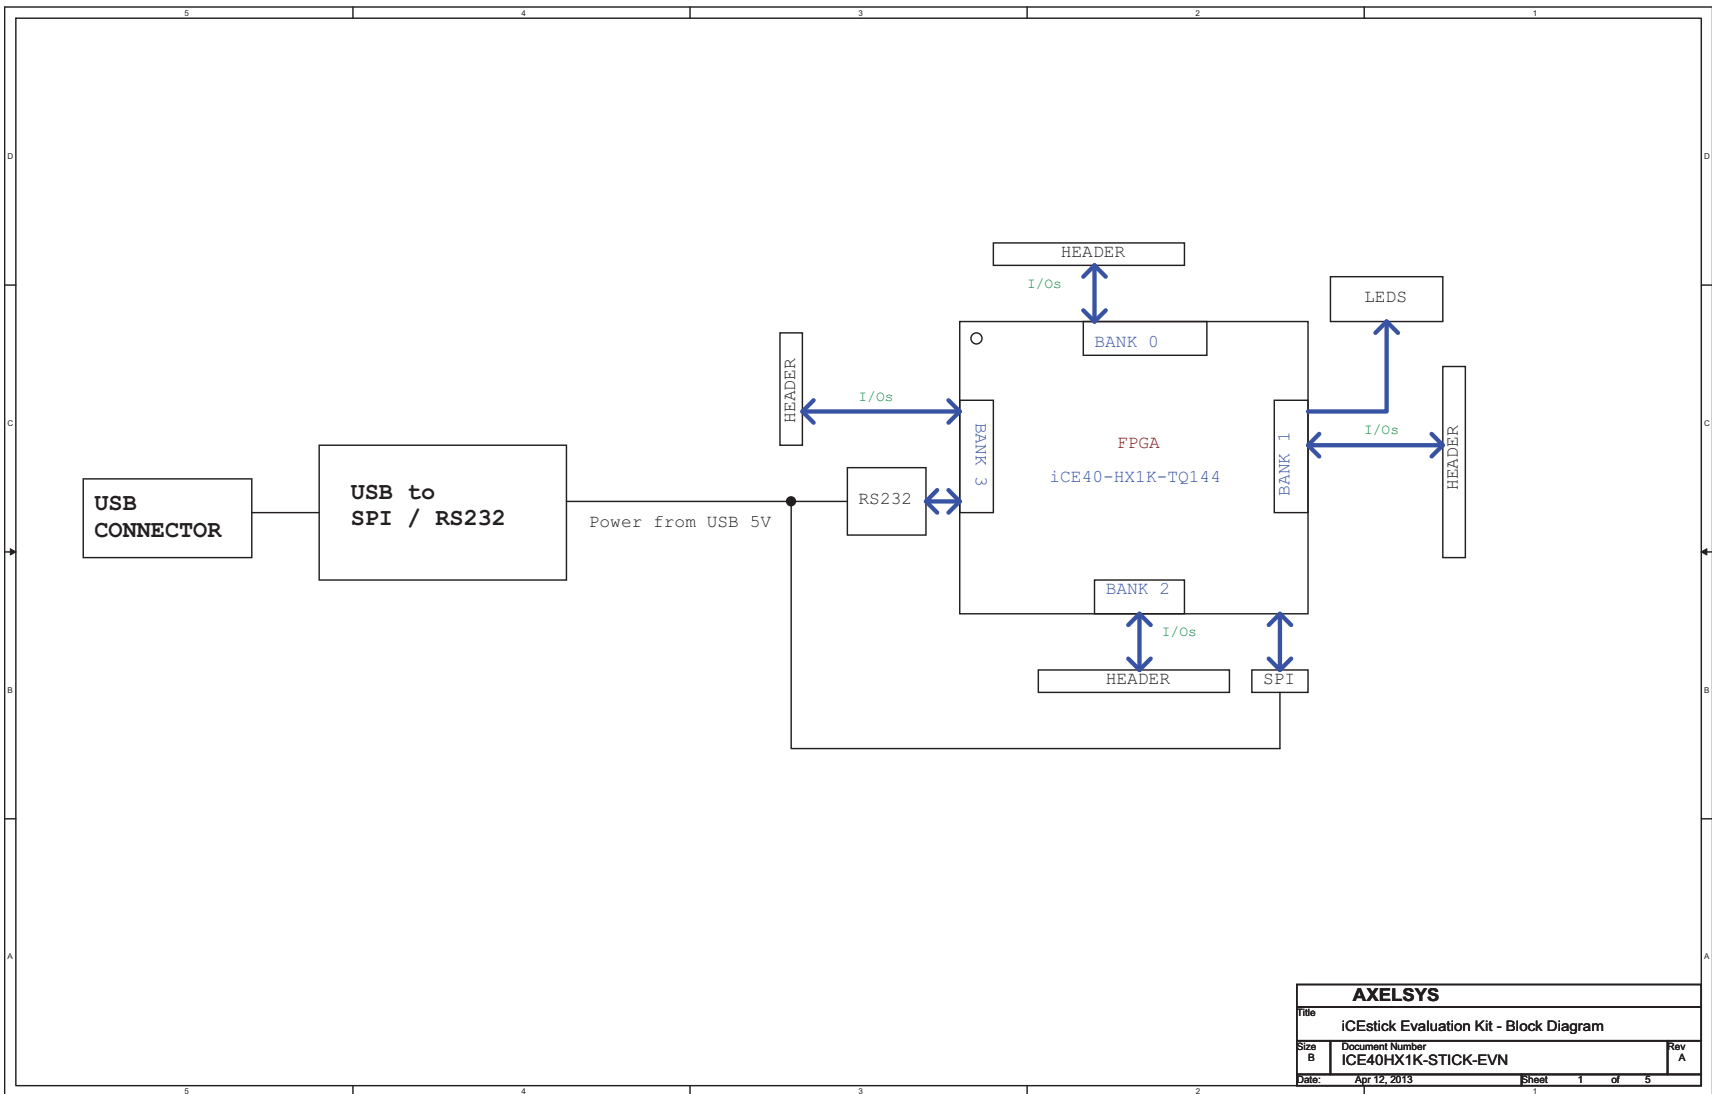 5 4 3 2 1
D D
HEADER
I/Os
LEDS
BANK 0
HEADER
I/Os
C C
BANK 3
FPGA
iCE40-HX1K-TQ144
BANK 1
I/Os
HEADER
USB
CONNECTOR
USB to
SPI / RS232
Power from USB 5V
RS232
BANK 2
I/Os
HEADER
SPI
B B
A A
AXELSYS
Title
iCEstick Evaluation Kit - Block Diagram
Size
B
Document Number
ICE40HX1K-STICK-EVN
Rev
A
Date: Apr 12, 2013 Sheet 1 of 5
5 4 3 2 1